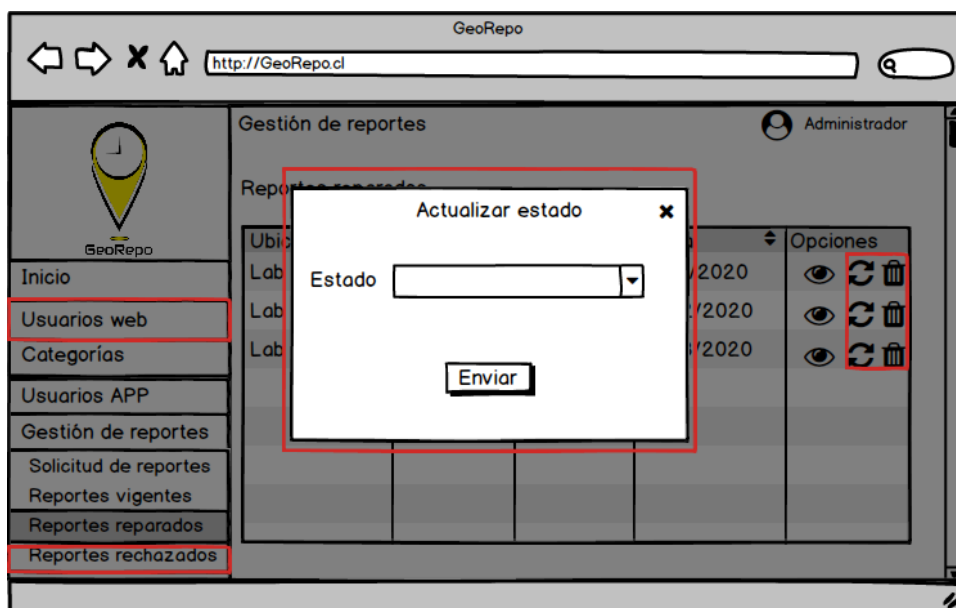 GeoRepo
http://GeoRepo.cl
GeoRepo
Inicio
Usuarios web
Categorías
Usuarios APP
Gestión de reportes
Solicitud de reportes
Reportes vigentes
Reportes reparados
Reportes rechazados
Gestión de reportes
Administrador
Actualizar estado
Estado
Enviar
Opciones
/2020
/2020
/2020